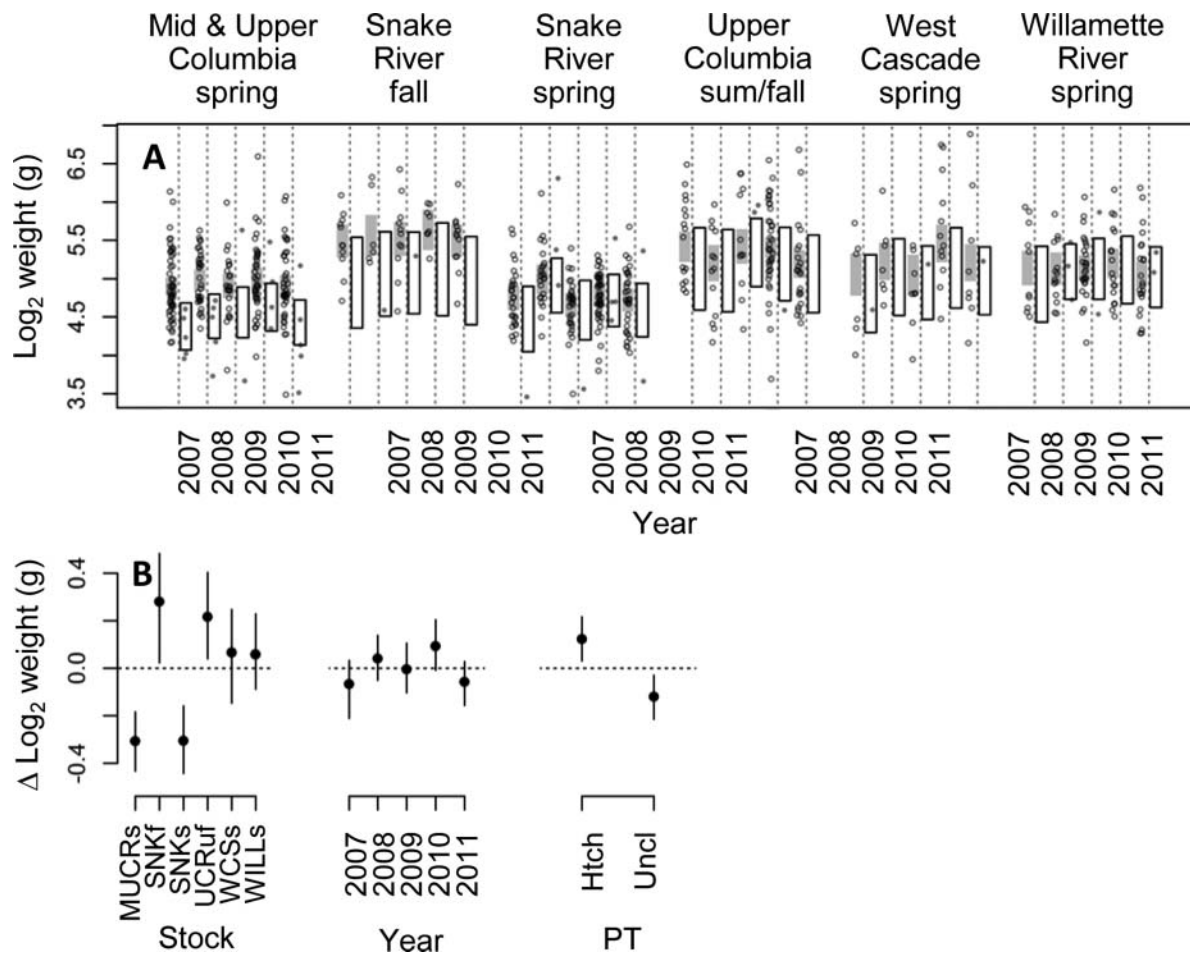 Mid & Upper
Columbia
spring
Snake
River
fall
Snake
River
spring
Upper
Columbia
sum/fall
West
Cascade
spring
Willamette
River
spring
A
Log2 weight (g)
6.5
5.5
4.5
3.5
2007
2008
2009
2010
2011
2007
2008
2009
2010
2011
2007
2008
2009
2010
2011
2007
2008
2009
2010
2011
2007
2008
2009
2010
2011
2007
2008
2009
2010
2011
Year
B
Δ Log2 weight (g)
0.4
0.0
-0.4
MUCRs
SNKf
SNKs
UCRuf
WCSs
WILLs
Stock
2007
2008
2009
2010
2011
Year
Htch
Uncl
PT